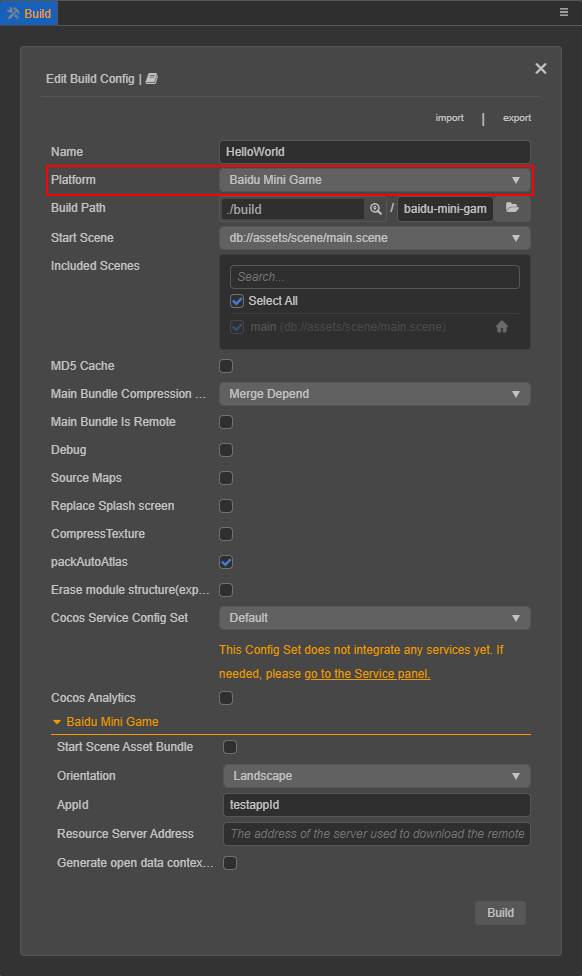 Build
Edit Build Config |
import | export
Name HelloWorld
Platform Baidu Mini Game
Build Path ./build / baidu-mini-gam
Start Scene db://assets/scene/main.scene
Included Scenes
Search...
Select All
main (db://assets/scene/main.scene)
MD5 Cache
Main Bundle Compression ... Merge Depend
Main Bundle Is Remote
Debug
Source Maps
Replace Splash screen
CompressTexture
packAutoAtlas
Erase module structure(exp...
Cocos Service Config Set Default
This Config Set does not integrate any services yet. If
needed, please go to the Service panel.
Cocos Analytics
Baidu Mini Game
Start Scene Asset Bundle
Orientation Landscape
AppId testappId
Resource Server Address The address of the server used to download the remote
Generate open data contex...
Build